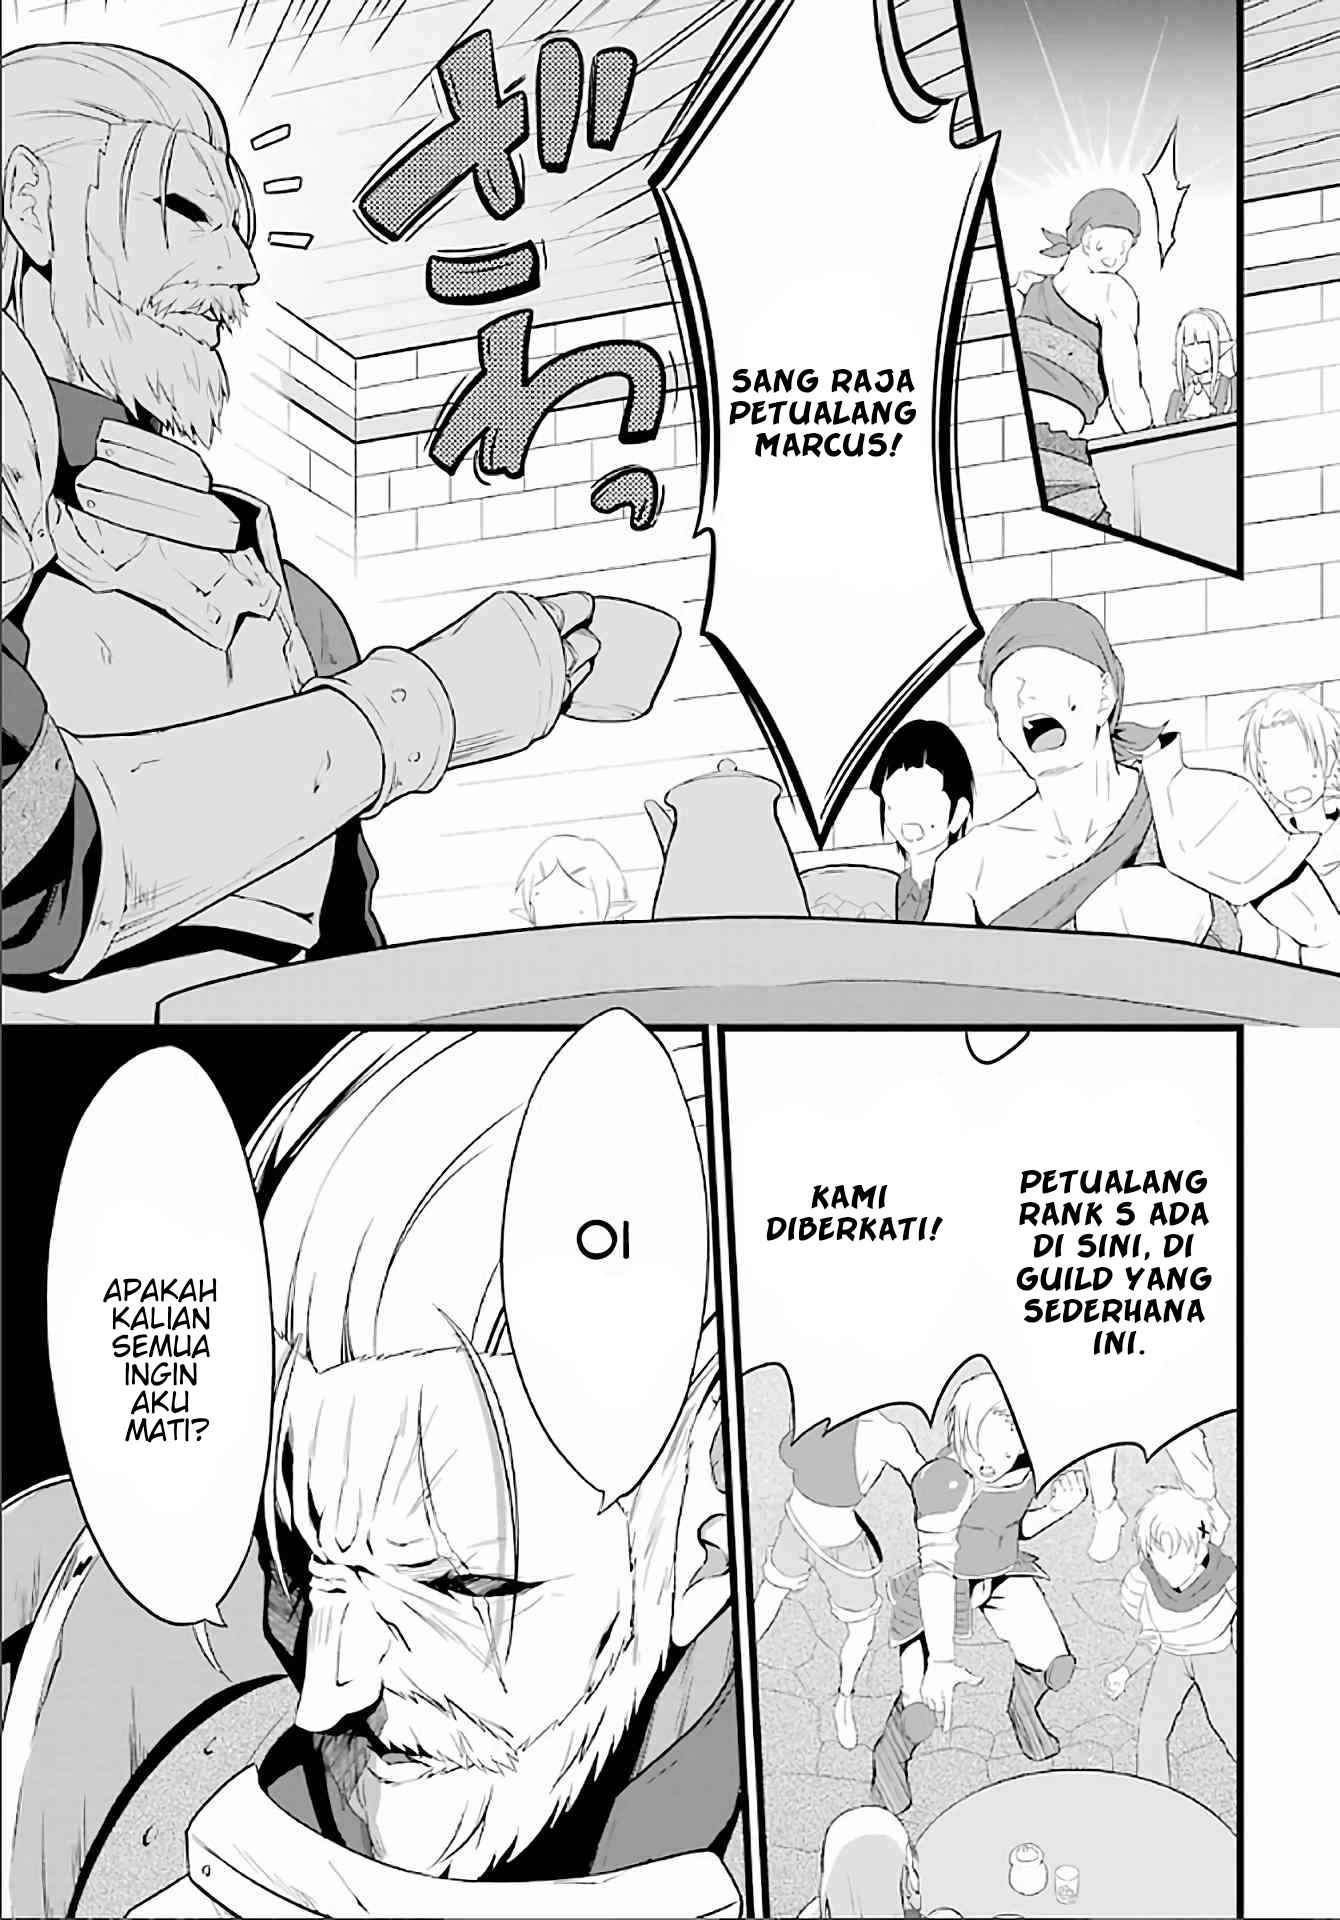 SANG RAJA
PETUALANG
MARCUS!
ざわっ
PETUALANG
RANK S ADA
DI SINI, DI
GUILD YANG
SEDERHANA
INI.
KAMI
DIBERKATI!
OI
APAKAH
KALIAN
SEMUA
INGIN
AKU
MATI?